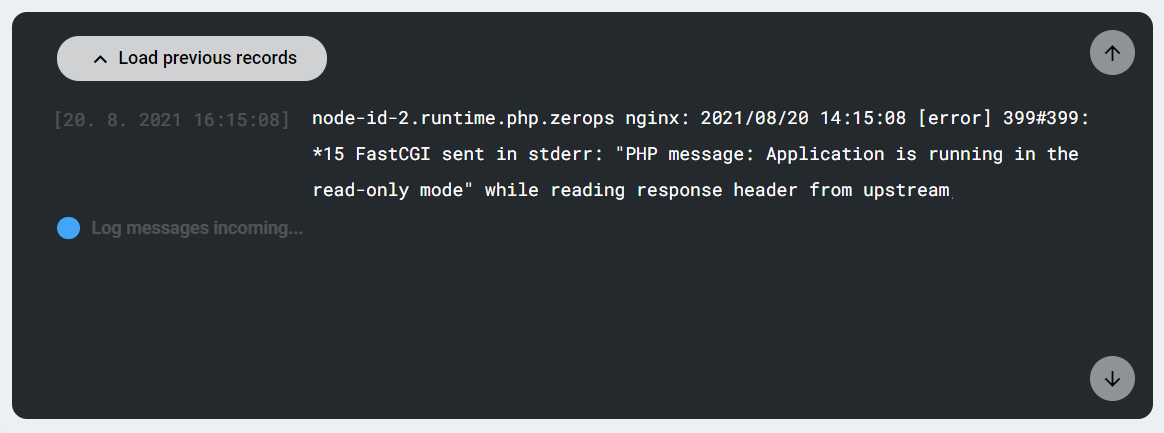 Load previous records
[20. 8. 2021 16:15:08] node-id-2.runtime.php.zerops nginx: 2021/08/20 14:15:08 [error] 399#399:
*15 FastCGI sent in stderr: "PHP message: Application is running in the
read-only mode" while reading response header from upstream,
Log messages incoming...